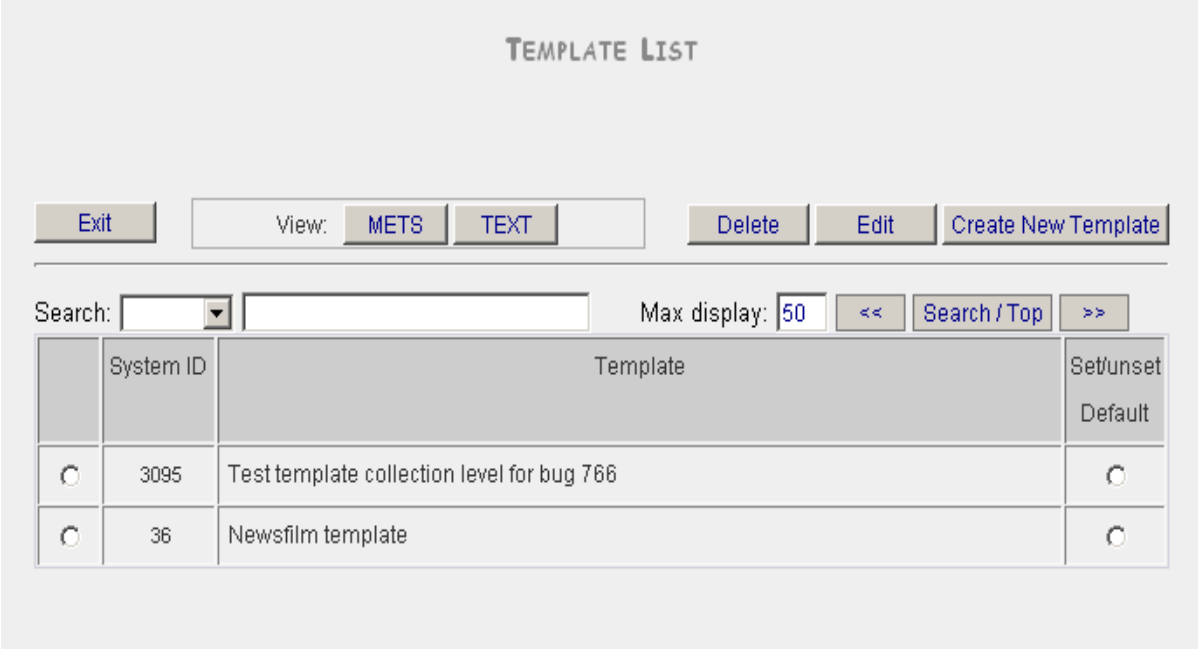 TEMPLATE LIST
Exit View: METS TEXT Delete Edit Create New Template
Search: Max display: 50 << Search / Top >>
System ID Template Set/unset
Default
3095 Test template collection level for bug 766
36 Newsfilm template